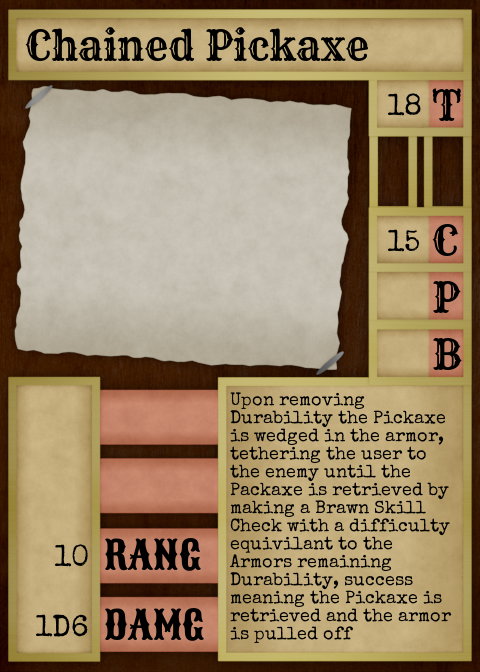 Chained Pickaxe
18 T
15 C
P
B
Upon removing
Durability the Pickaxe
is wedged in the armor,
tethering the user to
the enemy until the
Packaxe is retrieved by
making a Brawn Skill
Check with a difficulty
equivilant to the
Armors remaining
Durability, success
meaning the Pickaxe is
retrieved and the armor
is pulled off
10 RANG
1D6 DAMG